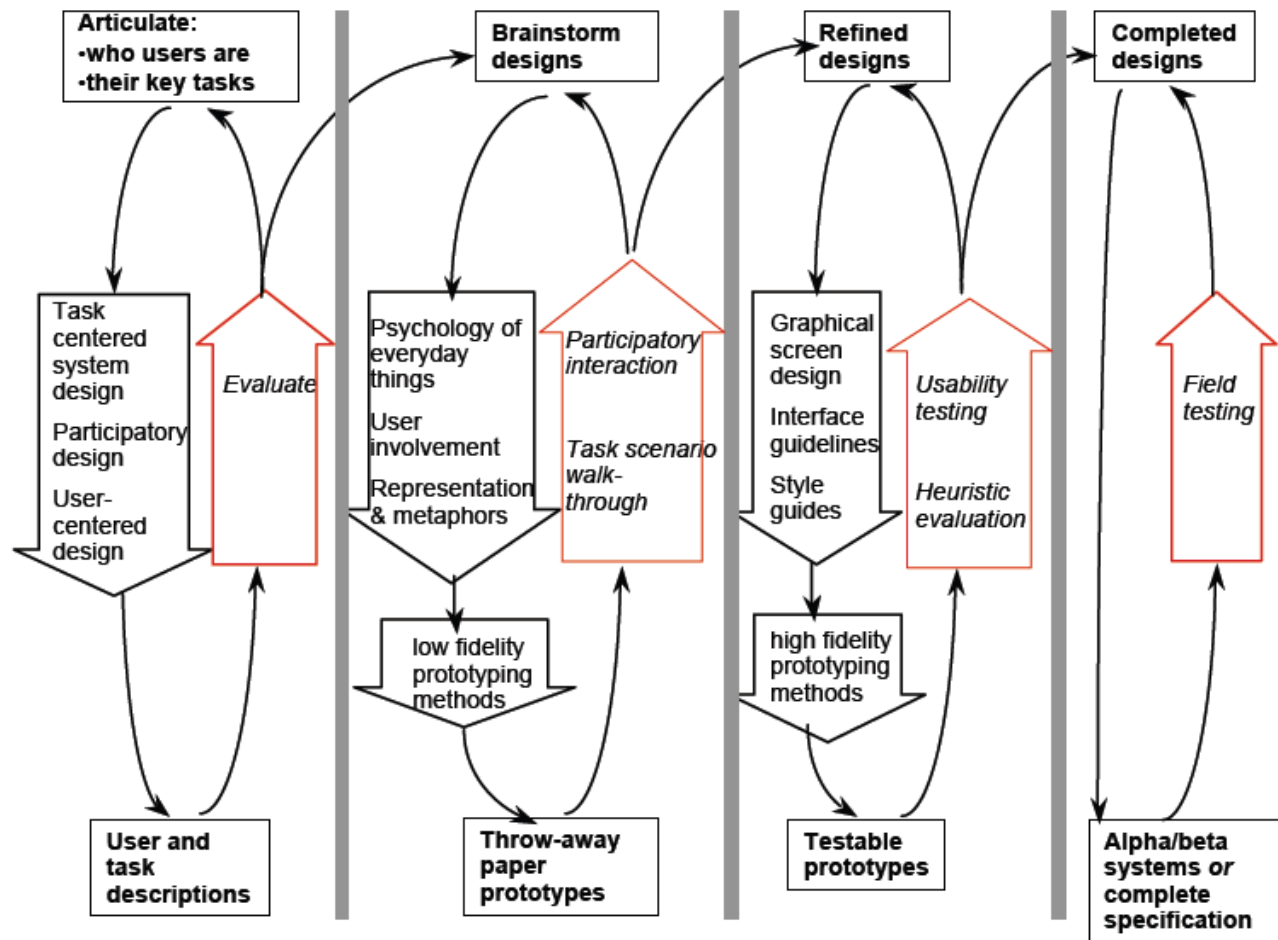 Articulate:
•who users are
•their key tasks
Task
centered
system
design
Participatory
design
User-
centered
design
Evaluate
User and
task
descriptions
Brainstorm
designs
Psychology of
everyday
things
User
involvement
Representation
& metaphors
low fidelity
prototyping
methods
Participatory
interaction
Task scenario
walk-
through
Throw-away
paper
prototypes
Refined
designs
Graphical
screen
design
Interface
guidelines
Style
guides
high fidelity
prototyping
methods
Usability
testing
Heuristic
evaluation
Testable
prototypes
Completed
designs
Field
testing
Alpha/beta
systems or
complete
specification